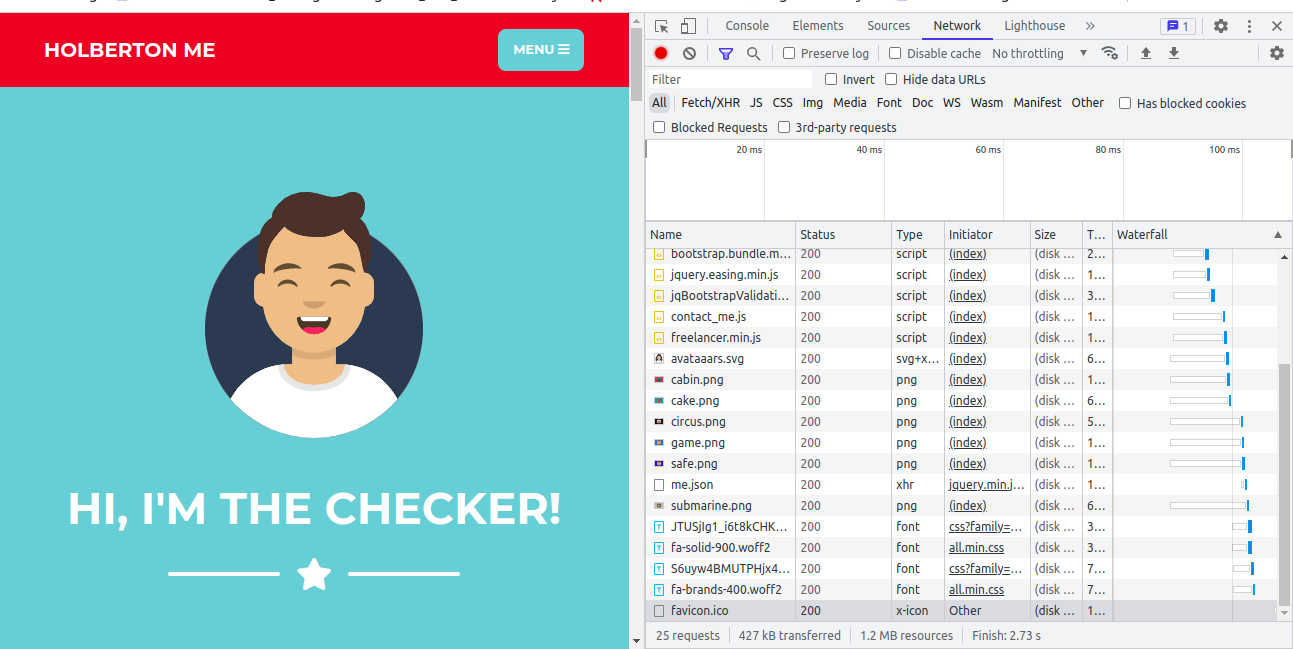 HOLBERTON ME
MENU
HI, I'M THE CHECKER!
Console Elements Sources Network Lighthouse » 1
Preserve log Disable cache No throttling
Filter Invert Hide data URLs
All Fetch/XHR JS CSS Img Media Font Doc WS Wasm Manifest Other Has blocked cookies
Blocked Requests 3rd-party requests
20 ms 40 ms 60 ms 80 ms 100 ms
Name Status Type Initiator Size T... Waterfall
bootstrap.bundle.m... 200 script (index) (disk ... 2...
jquery.easing.min.js 200 script (index) (disk ... 1...
jqBootstrapValidati... 200 script (index) (disk ... 3...
contact_me.js 200 script (index) (disk ... 1...
freelancer.min.js 200 script (index) (disk ... 1...
avataaars.svg 200 svg+x... (index) (disk ... 6...
cabin.png 200 png (index) (disk ... 1...
cake.png 200 png (index) (disk ... 6...
circus.png 200 png (index) (disk ... 5...
game.png 200 png (index) (disk ... 1...
safe.png 200 png (index) (disk ... 1...
me.json 200 xhr jquery.min.j... (disk ... 1...
submarine.png 200 png (index) (disk ... 6...
JTUSjIg1_i6t8kCHK... 200 font css?family=... (disk ... 3...
fa-solid-900.woff2 200 font all.min.css (disk ... 3...
S6uyw4BMUTPHjx4... 200 font css?family=... (disk ... 7...
fa-brands-400.woff2 200 font all.min.css (disk ... 7...
favicon.ico 200 x-icon Other (disk ... 1...
25 requests 427 kB transferred 1.2 MB resources Finish: 2.73 s